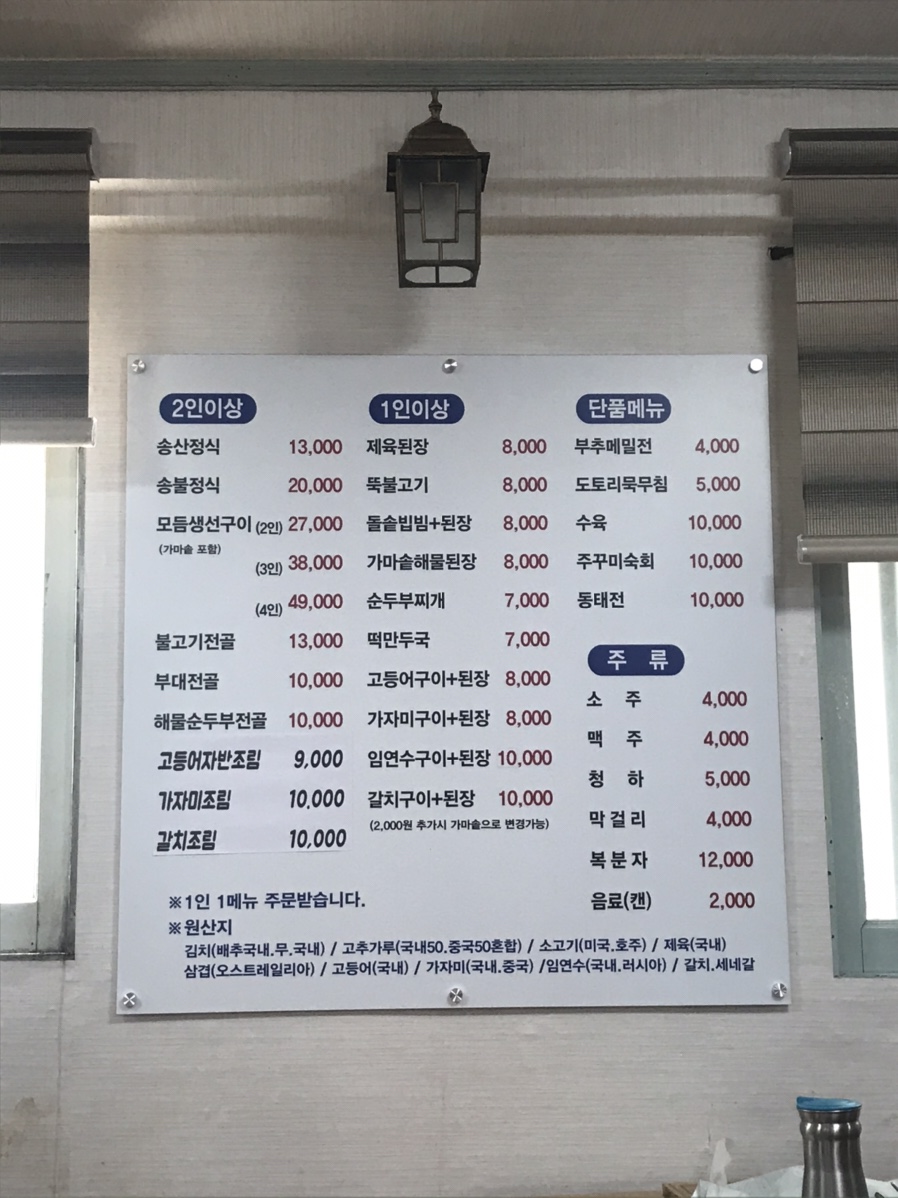 2인이상
송산정식 13,000
송불정식 20,000
모듬생선구이 (2인) 27,000
(가마솥 포함)
(3인) 38,000
(4인) 49,000
불고기전골 13,000
부대전골 10,000
해물순두부전골 10,000
고등어자반조림 9,000
가자미조림 10,000
갈치조림 10,000
1인이상
제육된장 8,000
뚝불고기 8,000
돌솥빕빔+된장 8,000
가마솥해물된장 8,000
순두부찌개 7,000
떡만두국 7,000
고등어구이+된장 8,000
가자미구이+된장 8,000
임연수구이+된장 10,000
갈치구이+된장 10,000
(2,000원 추가시 가마솥으로 변경가능)
단품메뉴
부추메밀전 4,000
도토리묵무침 5,000
수육 10,000
주꾸미숙회 10,000
동태전 10,000
주 류
소 주 4,000
맥 주 4,000
청 하 5,000
막걸리 4,000
복분자 12,000
음료(캔) 2,000
※1인 1메뉴 주문받습니다.
※원산지
김치(배추국내.무.국내) / 고추가루(국내50.중국50혼합) / 소고기(미국.호주) / 제육(국내)
삼겹(오스트레일리아) / 고등어(국내) / 가자미(국내.중국) /임연수(국내.러시아) / 갈치.세네갈